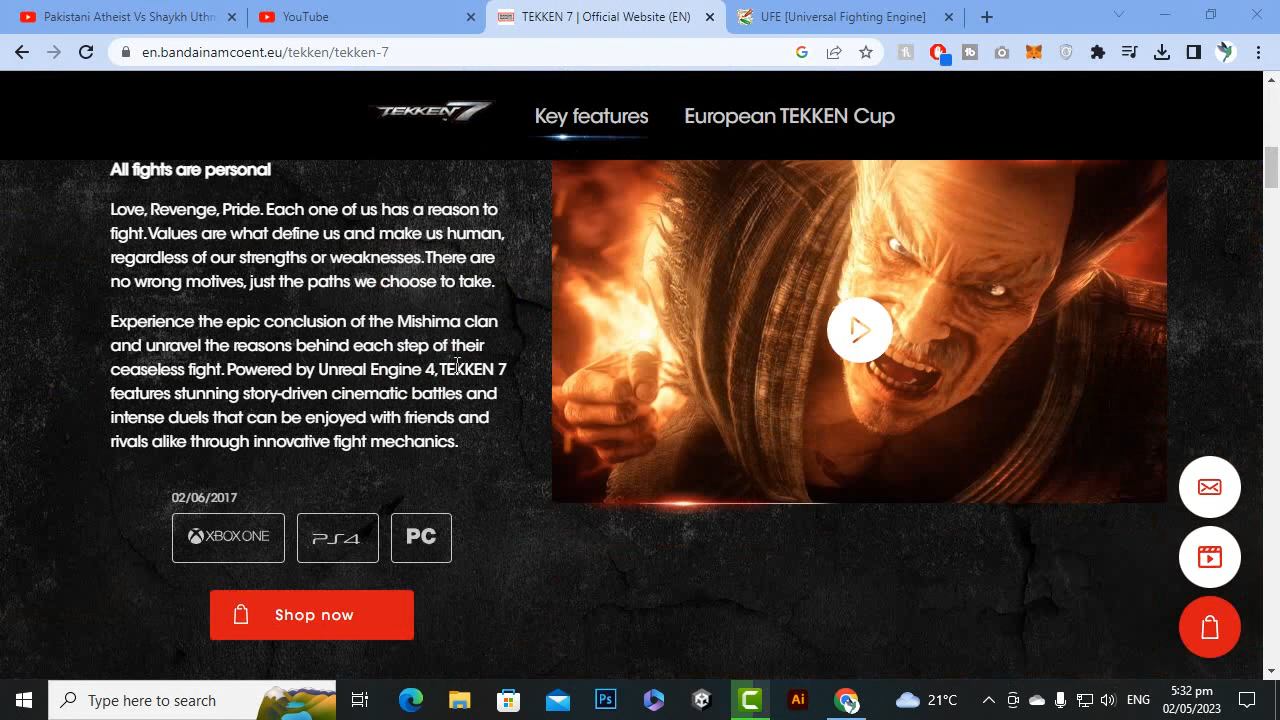 Pakistani Atheist Vs Shaykh Uthm
YouTube
TEKKEN 7 | Official Website (EN)
UFE [Universal Fighting Engine]
en.bandainamcoent.eu/tekken/tekken-7
TEKKEN 7
Key features
European TEKKEN Cup
All fights are personal
Love, Revenge, Pride. Each one of us has a reason to
fight. Values are what define us and make us human,
regardless of our strengths or weaknesses. There are
no wrong motives, just the paths we choose to take.
Experience the epic conclusion of the Mishima clan
and unravel the reasons behind each step of their
ceaseless fight. Powered by Unreal Engine 4, TEKKEN 7
features stunning story-driven cinematic battles and
intense duels that can be enjoyed with friends and
rivals alike through innovative fight mechanics.
02/06/2017
XBOX ONE
PS4
PC
Shop now
Type here to search
Ps
Ai
21°C
ENG
02/05/2023